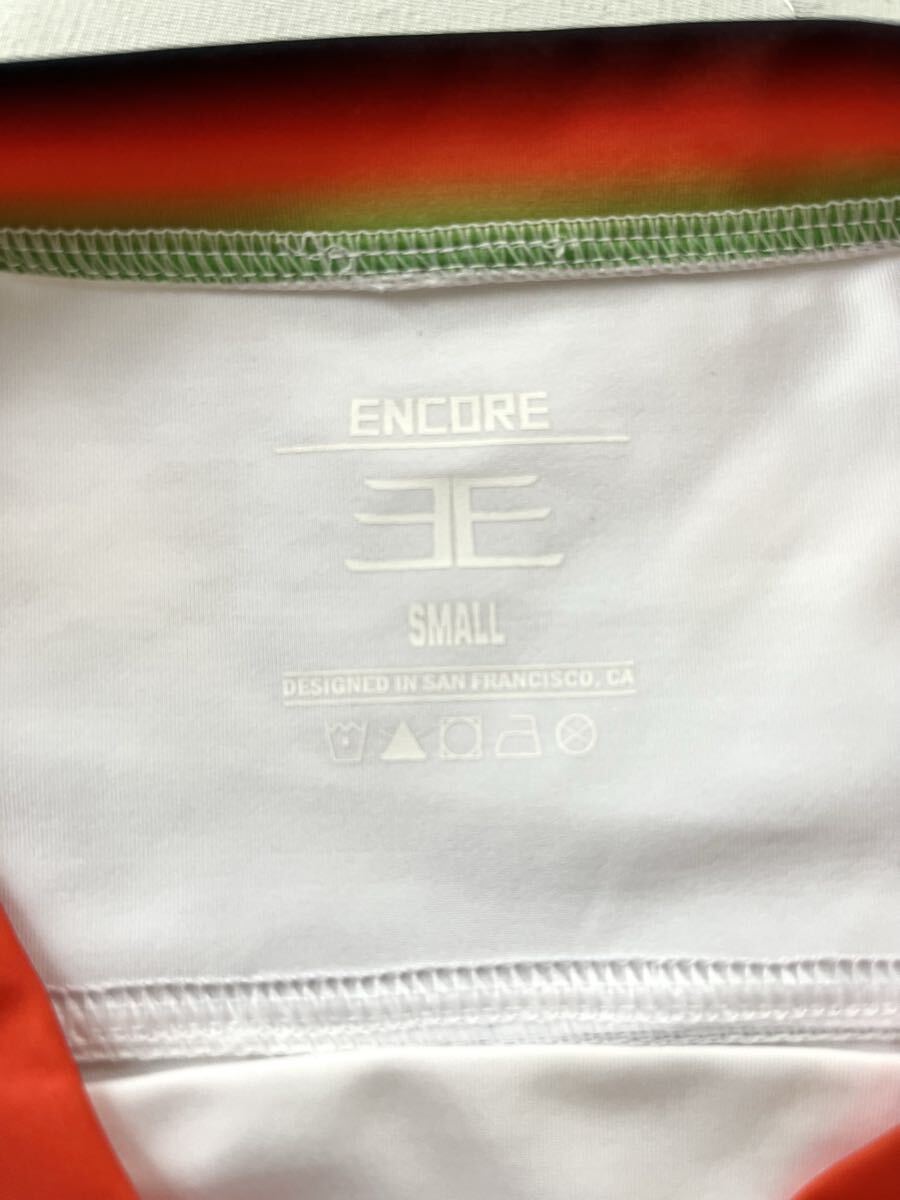 ENCORE
SMALL
DESIGNED IN SAN FRANCISCO, CA